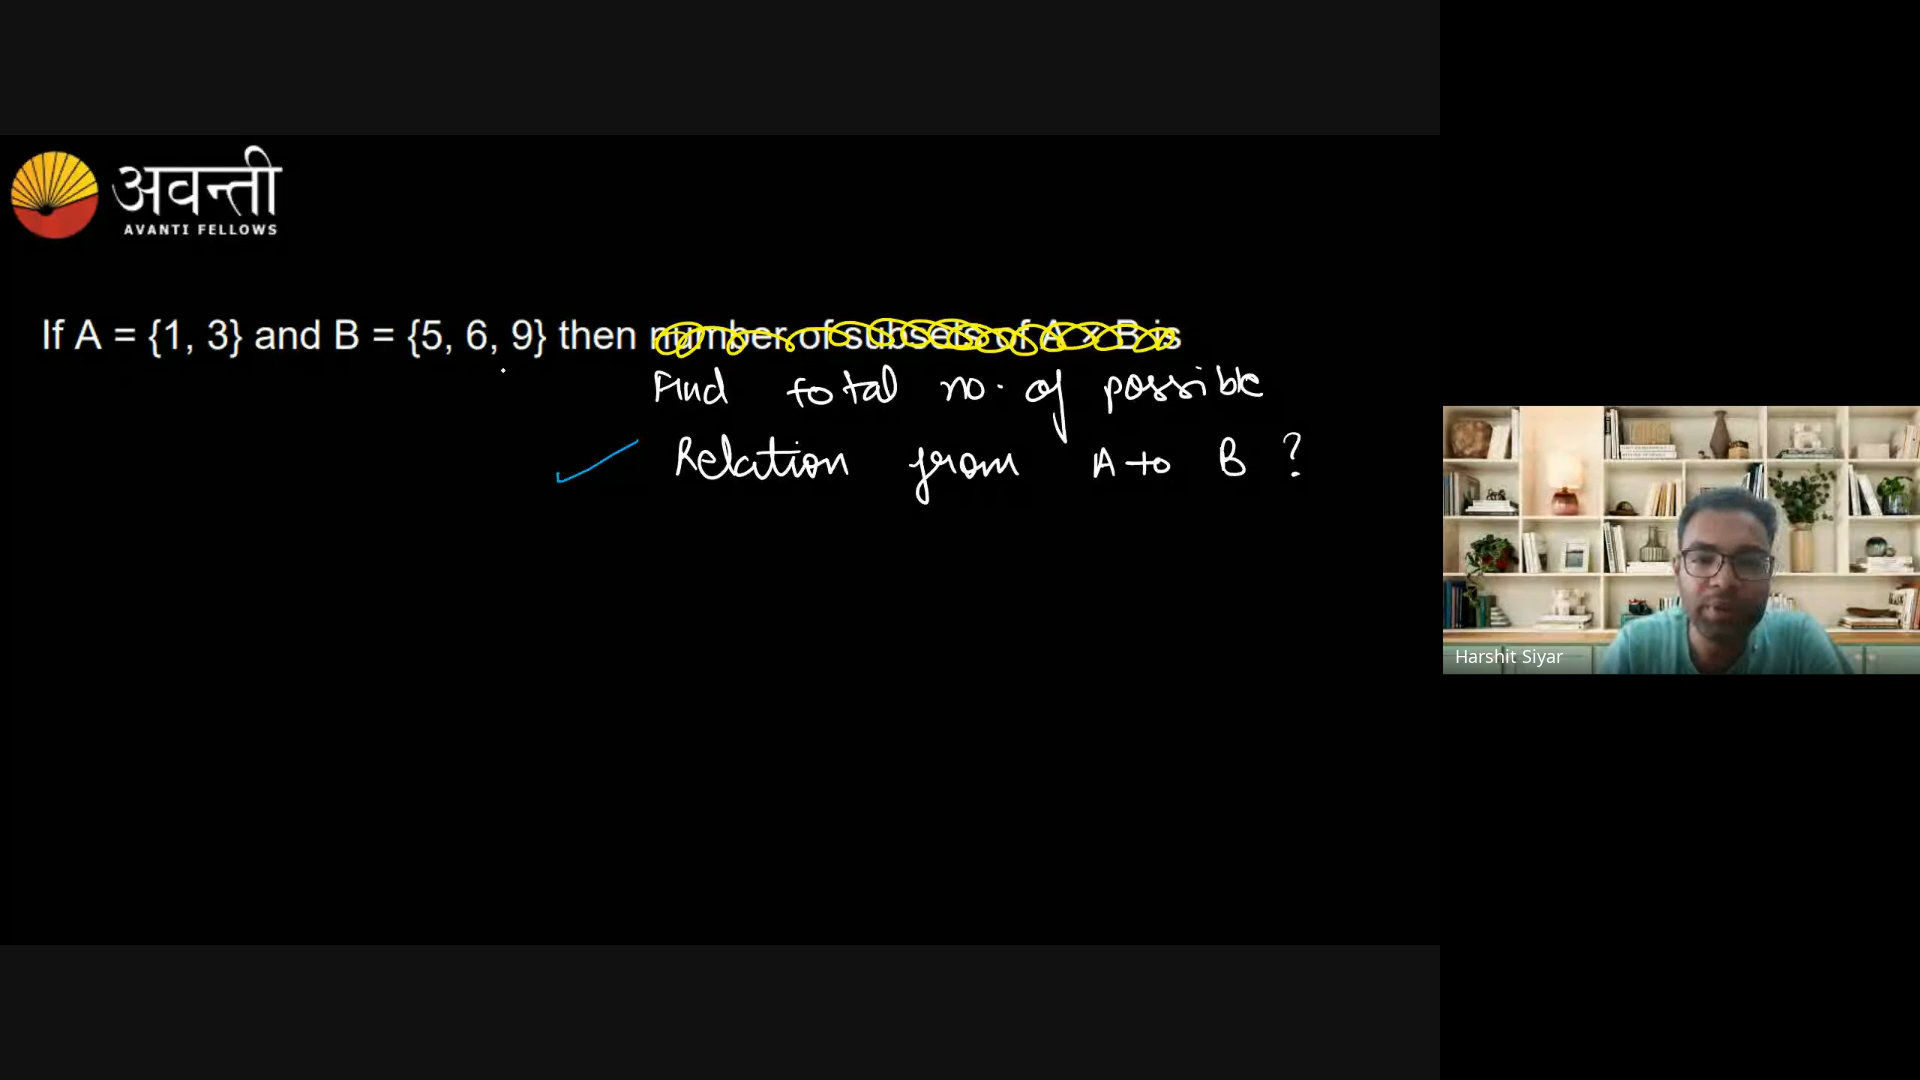 अवन्ती
AVANTI FELLOWS
If A = {1, 3} and B = {5, 6, 9} then number of subsets of A × B is
Find total no. of possible
Relation from A to B ?
Harshit Siyar